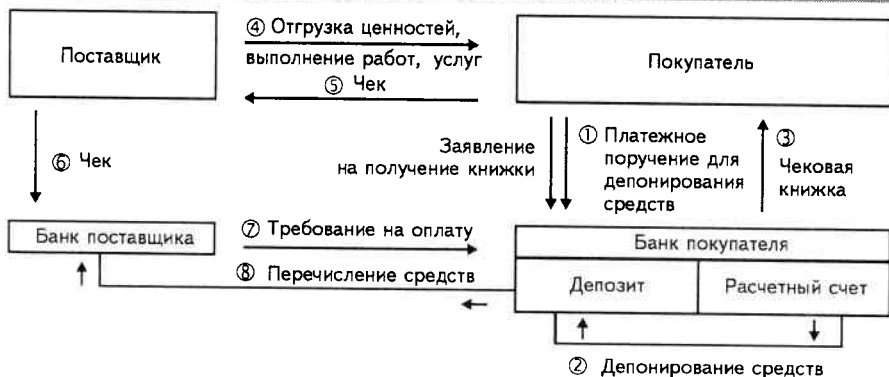 Поставщик
④ Отгрузка ценностей,
выполнение работ, услуг
⑤ Чек
Покупатель
⑥ Чек
Заявление
на получение книжки
① Платежное
поручение для
депонирования
средств
③
Чековая
книжка
Банк поставщика
⑦ Требование на оплату
Банк покупателя
⑧ Перечисление средств
Депозит
Расчетный счет
② Депонирование средств